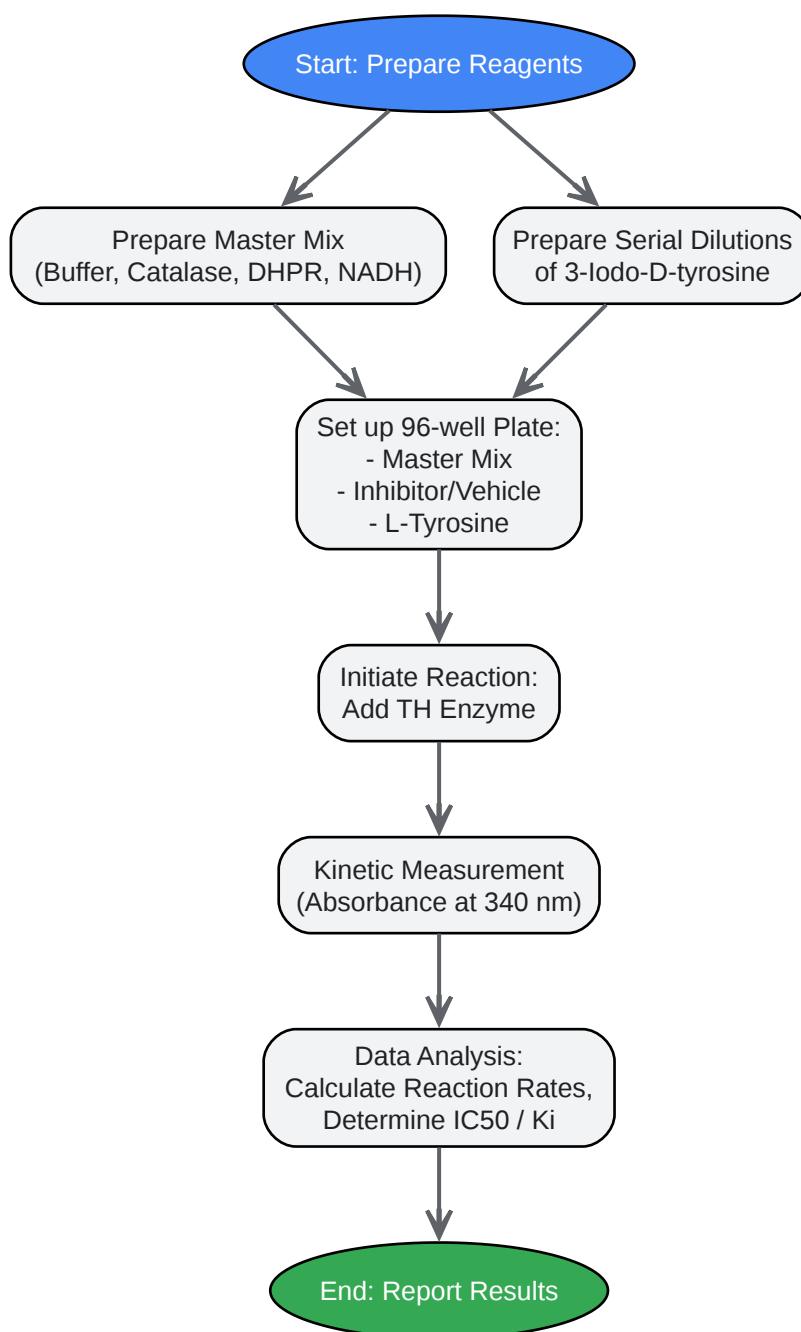 Start: Prepare Reagents
Prepare Master Mix
(Buffer, Catalase, DHPR, NADH)
Prepare Serial Dilutions
of 3-Iodo-D-tyrosine
Set up 96-well Plate:
- Master Mix
- Inhibitor/Vehicle
- L-Tyrosine
Initiate Reaction:
Add TH Enzyme
Kinetic Measurement
(Absorbance at 340 nm)
Data Analysis:
Calculate Reaction Rates,
Determine IC50 / Ki
End: Report Results